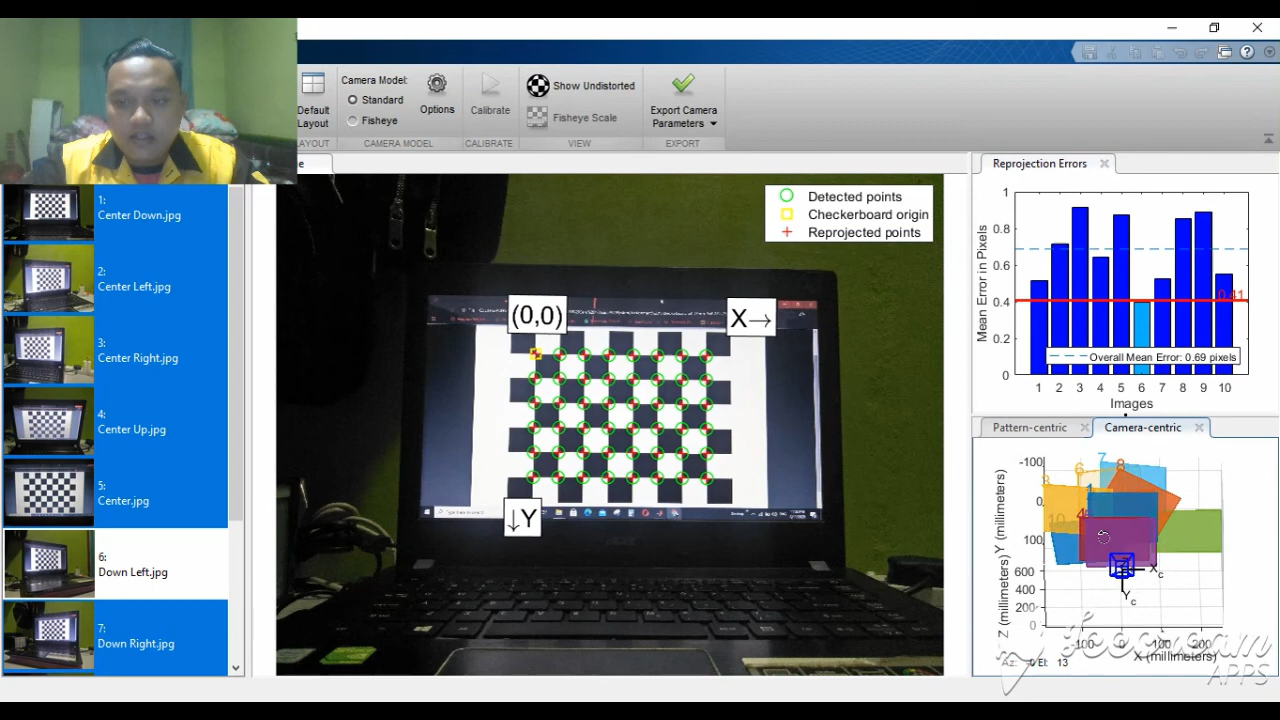 Default
Layout
LAYOUT
Camera Model:
Standard
Fisheye
CAMERA MODEL
Options
Calibrate
CALIBRATE
Show Undistorted
Fisheye Scale
VIEW
Export Camera
Parameters
EXPORT
1:
Center Down.jpg
2:
Center Left.jpg
3:
Center Right.jpg
4:
Center Up.jpg
5:
Center.jpg
6:
Down Left.jpg
7:
Down Right.jpg
Detected points
Checkerboard origin
Reprojected points
(0,0)
X→
↓Y
acer
Reprojection Errors
Mean Error in Pixels
1
0.8
0.6
0.4
0.2
0
0.41
Overall Mean Error: 0.69 pixels
1 2 3 4 5 6 7 8 9 10
Images
Pattern-centric
Camera-centric
-100
0
100
Y (millimeters)
600
400
200
0
Z (millimeters)
100 0 100 200
X (millimeters)
Xc
Yc
El: 13
APPS